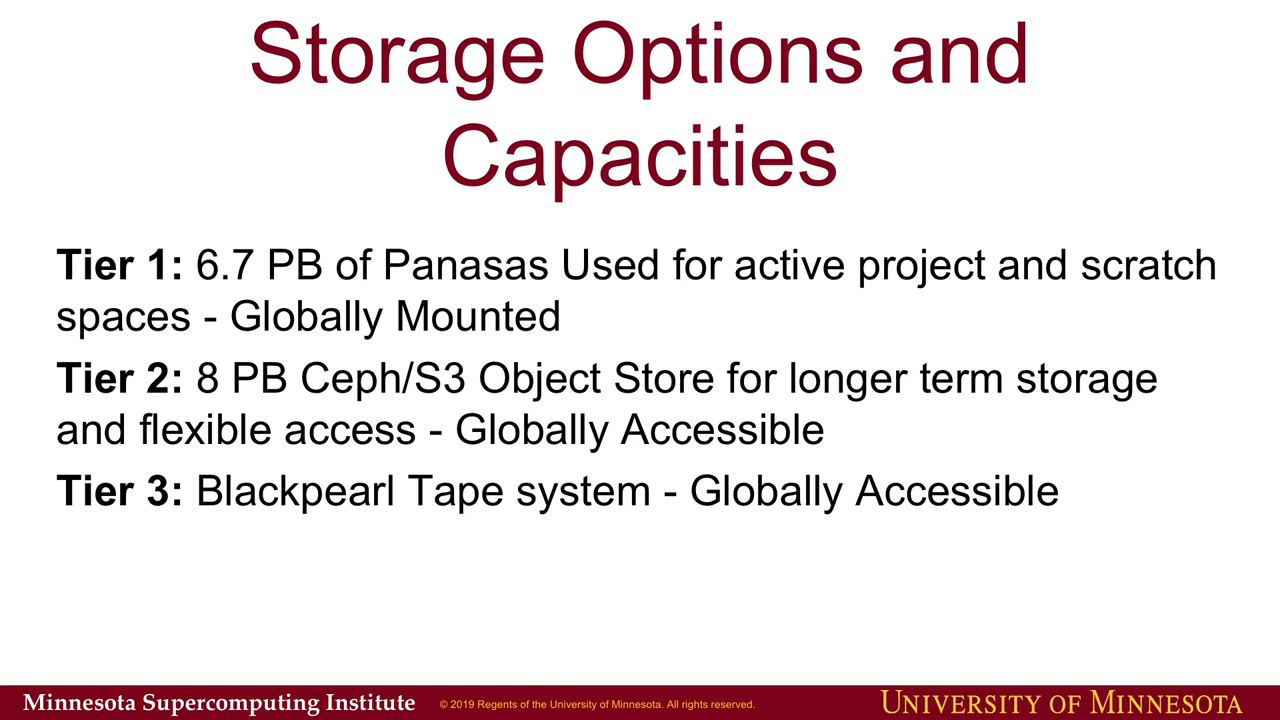 Storage Options and
Capacities
Tier 1: 6.7 PB of Panasas Used for active project and scratch
spaces - Globally Mounted
Tier 2: 8 PB Ceph/S3 Object Store for longer term storage
and flexible access - Globally Accessible
Tier 3: Blackpearl Tape system - Globally Accessible
Minnesota Supercomputing Institute
© 2019 Regents of the University of Minnesota. All rights reserved.
UNIVERSITY OF MINNESOTA